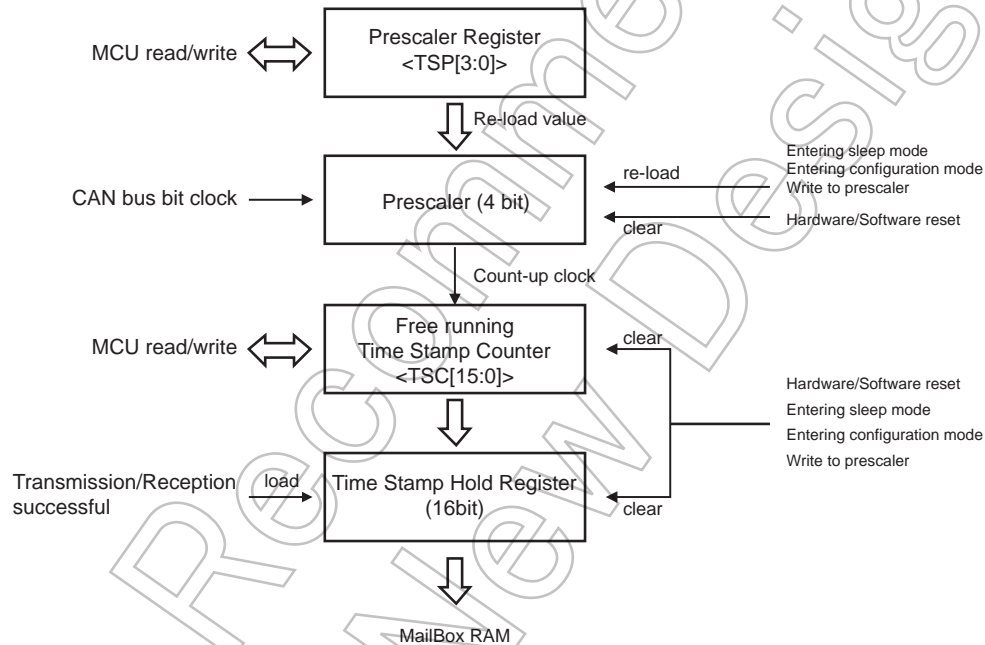 Prescaler Register
<TSP[3:0]>
MCU read/write
Re-load value
CAN bus bit clock
Prescaler (4 bit)
re-load
Entering sleep mode
Entering configuration mode
Write to prescaler
clear
Hardware/Software reset
Count-up clock
MCU read/write
Free running
Time Stamp Counter
<TSC[15:0]>
clear
Hardware/Software reset
Entering sleep mode
Entering configuration mode
Write to prescaler
Transmission/Reception
successful
load
Time Stamp Hold Register
(16bit)
clear
MailBox RAM
Recomme
New Desig